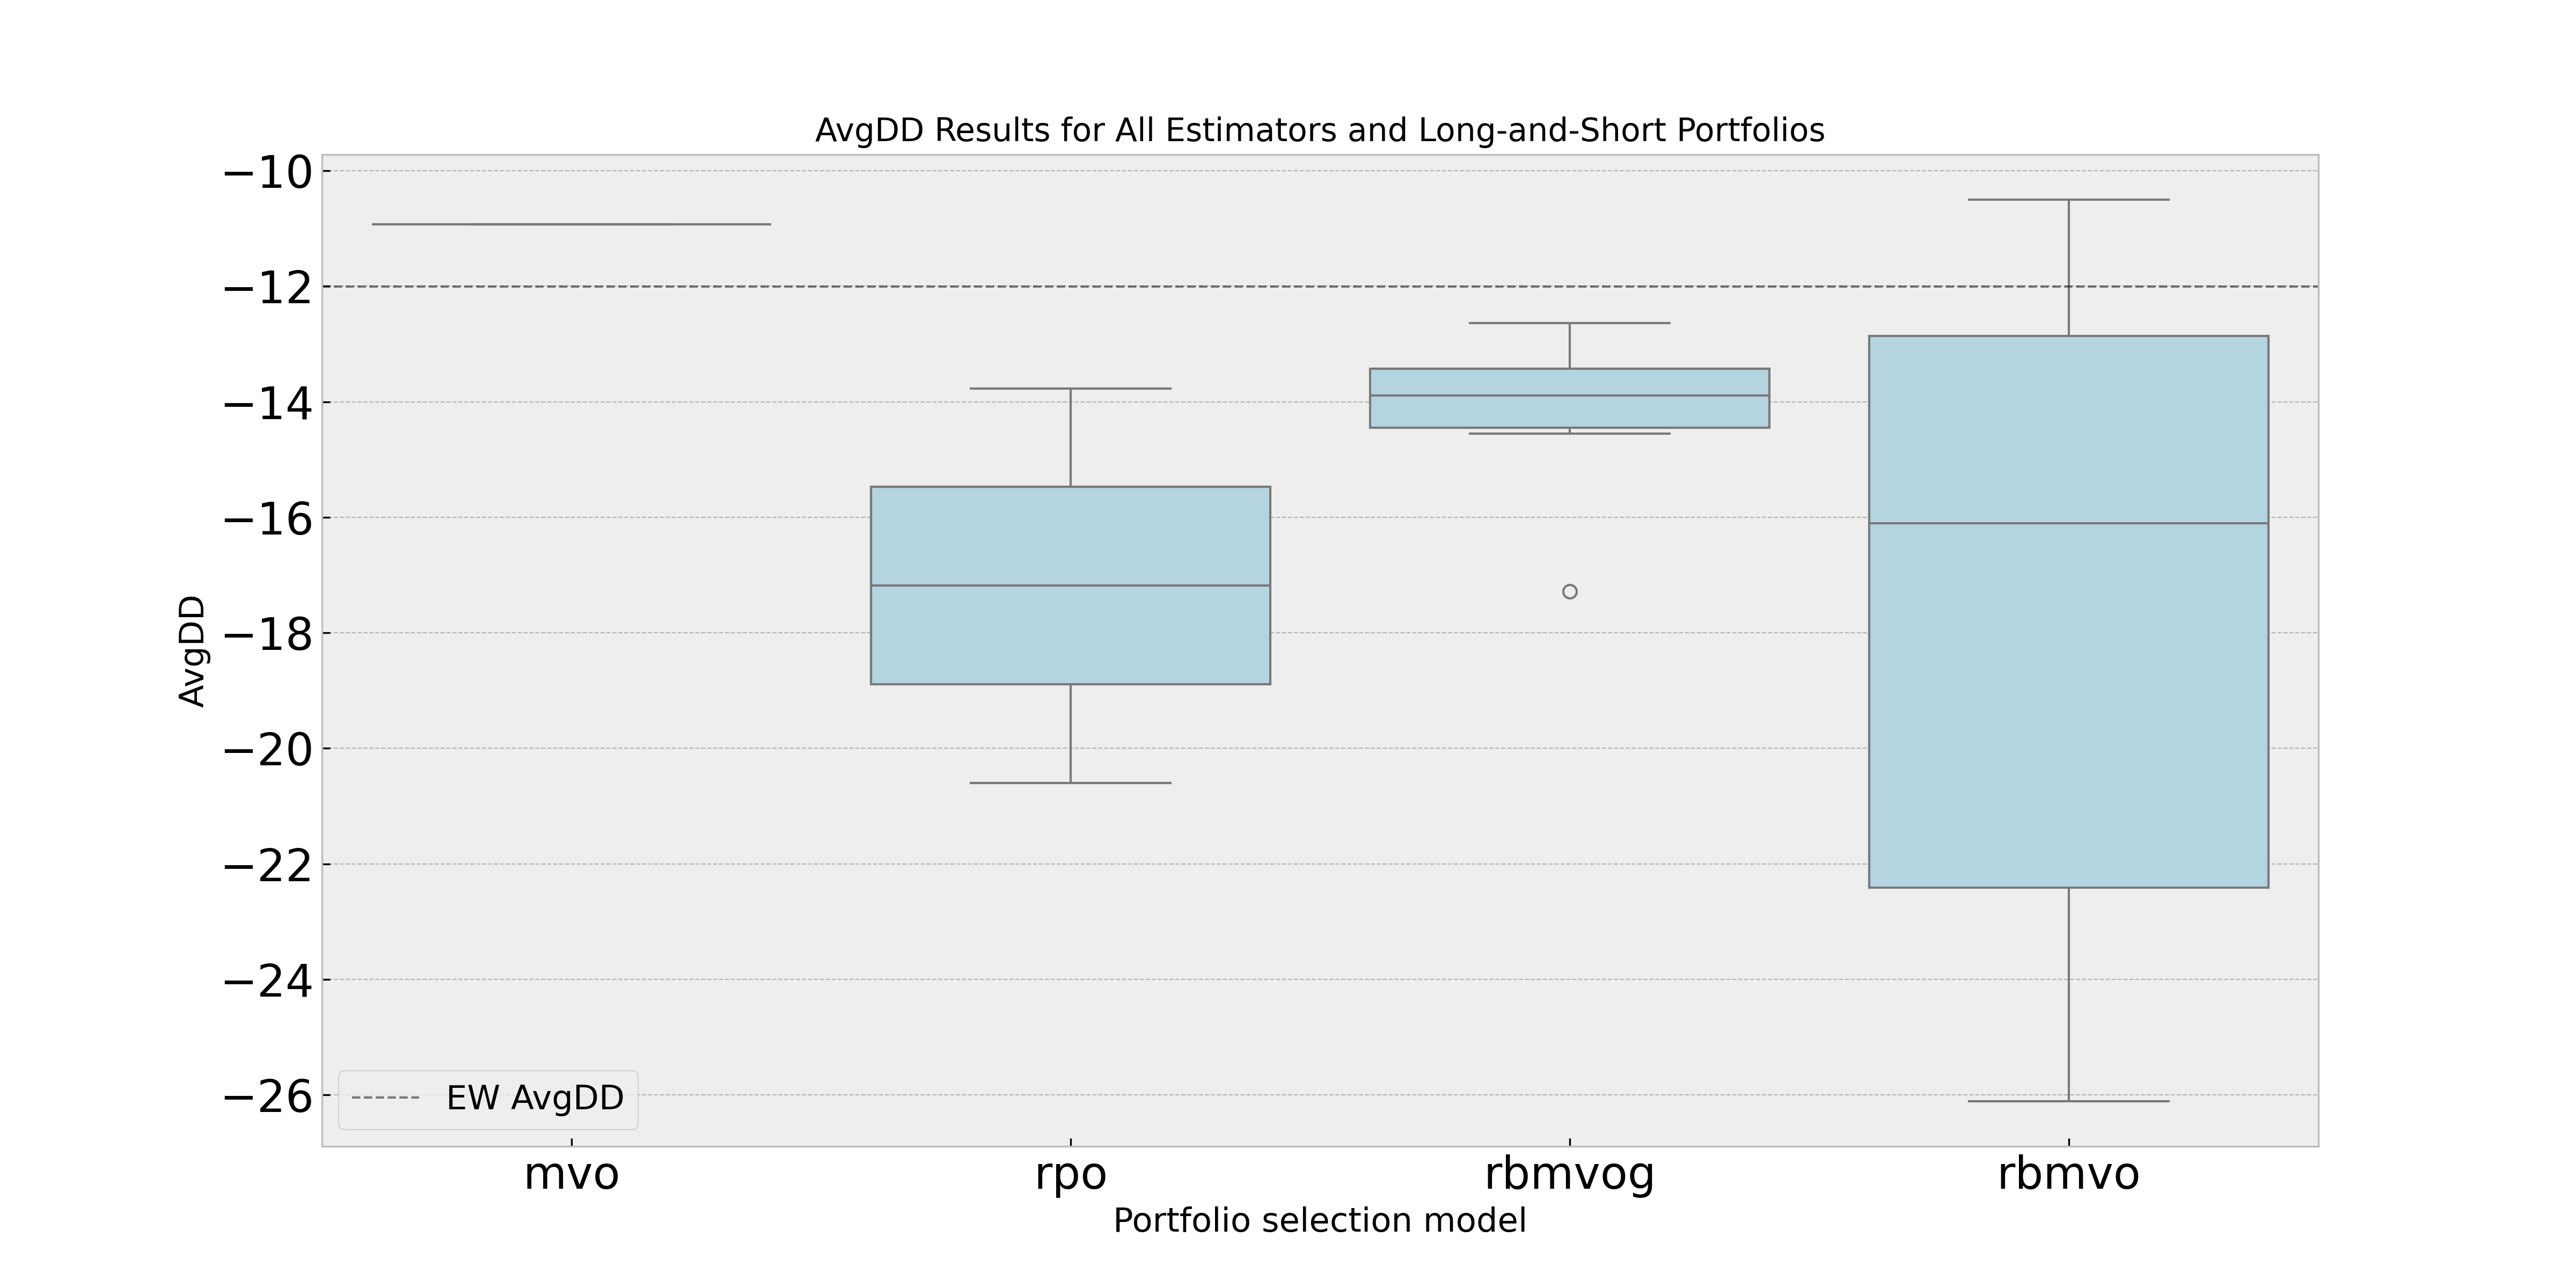 AvgDD Results for All Estimators and Long-and-Short Portfolios
−10
−12
−14
−16
−18
−20
−22
−24
−26
AvgDD
EW AvgDD
mvo rpo rbmvog rbmvo
Portfolio selection model